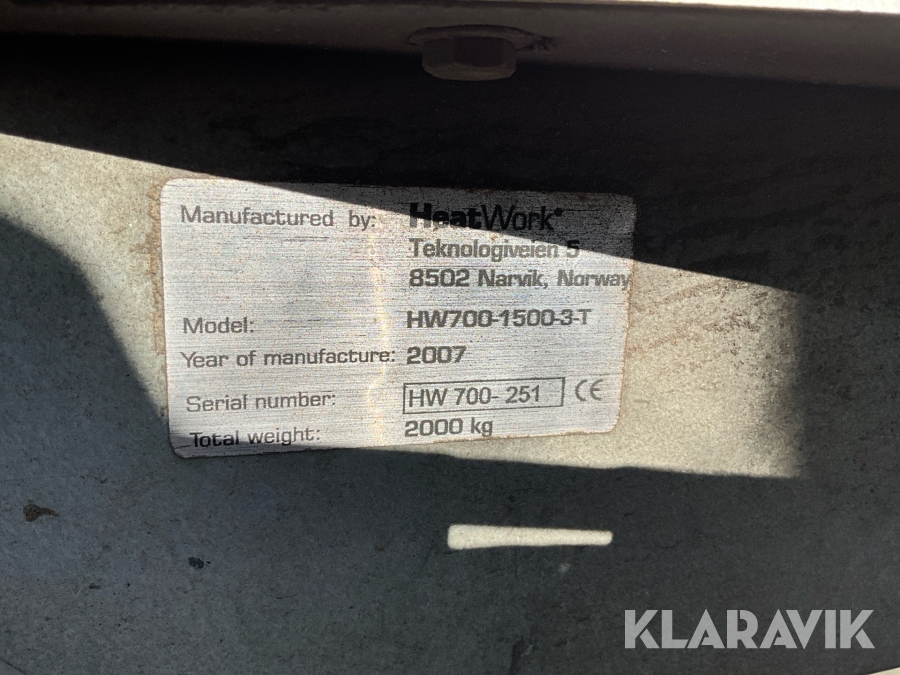 Manufactured by: HeatWork®
Teknologiveien 5
8502 Narvik, Norway
Model: HW700-1500-3-T
Year of manufacture: 2007
Serial number: HW 700- 251 CE
Total weight: 2000 kg
KLARAVIK